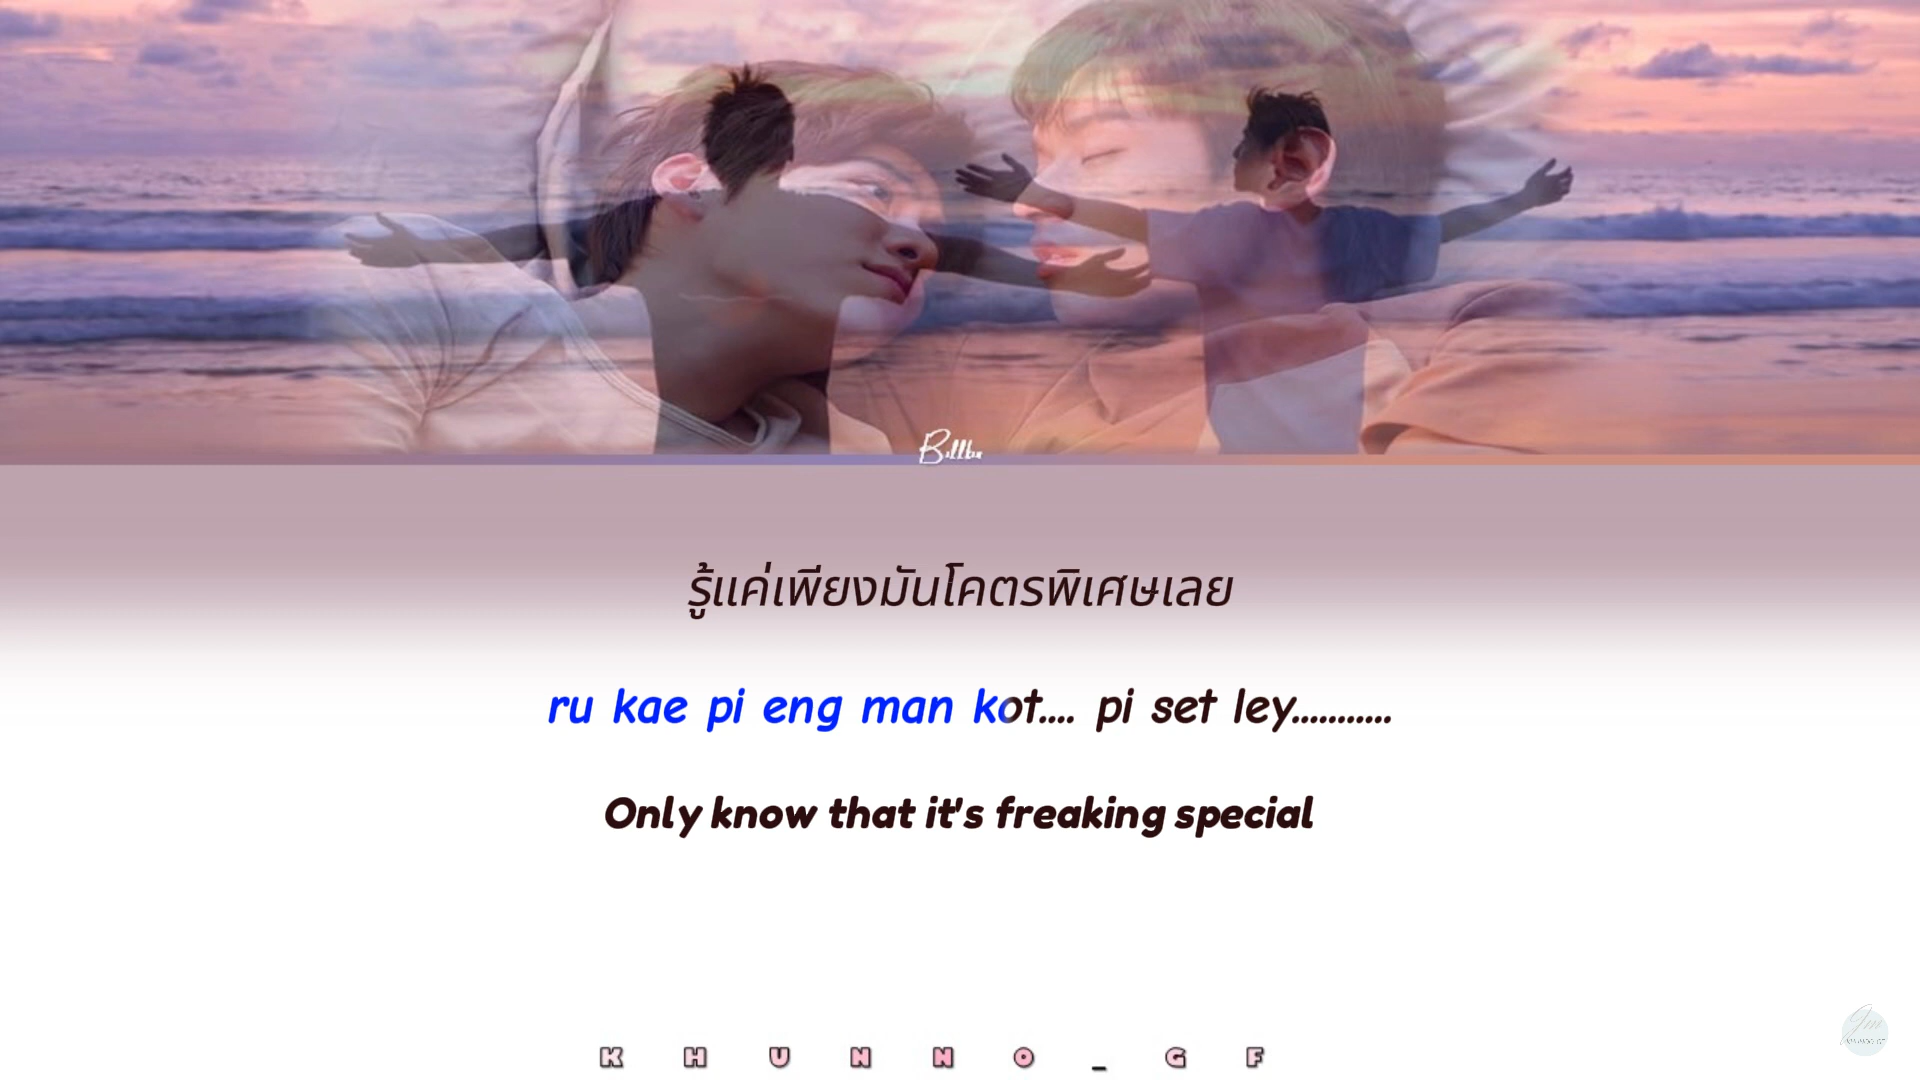 Billkin
รู้แค่เพียงมันโคตรพิเศษเลย
ru kae pi eng man kot.... pi set ley...........
Only know that it's freaking special
K H U N N O _ G F